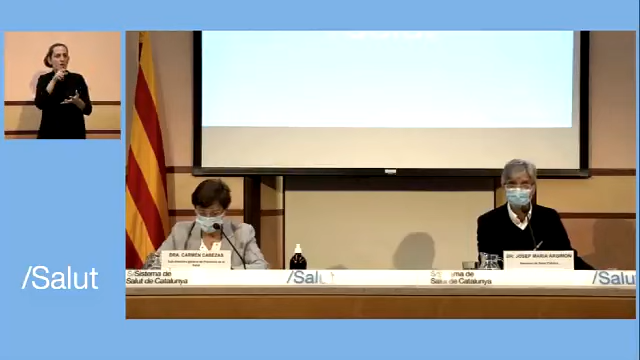 /Salut
DRA. CARMEN CABEZAS
DR. JOSEP MARIA ARGIMON
S/Sistema de
Salut de Catalunya
/Salut
Sistema de
Salut de Catalunya
/Salut